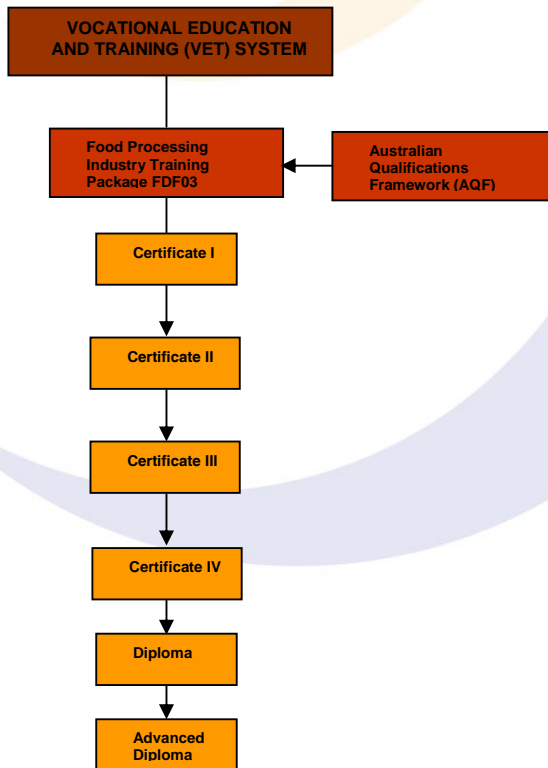 VOCATIONAL EDUCATION
AND TRAINING (VET) SYSTEM
Food Processing
Industry Training
Package FDF03
Australian
Qualifications
Framework (AQF)
Certificate I
Certificate II
Certificate III
Certificate IV
Diploma
Advanced
Diploma